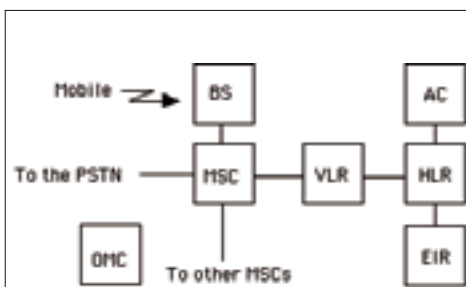 Mobile
BS
AC
To the PSTN
MSC
VLR
HLR
OMC
To other MSCs
EIR